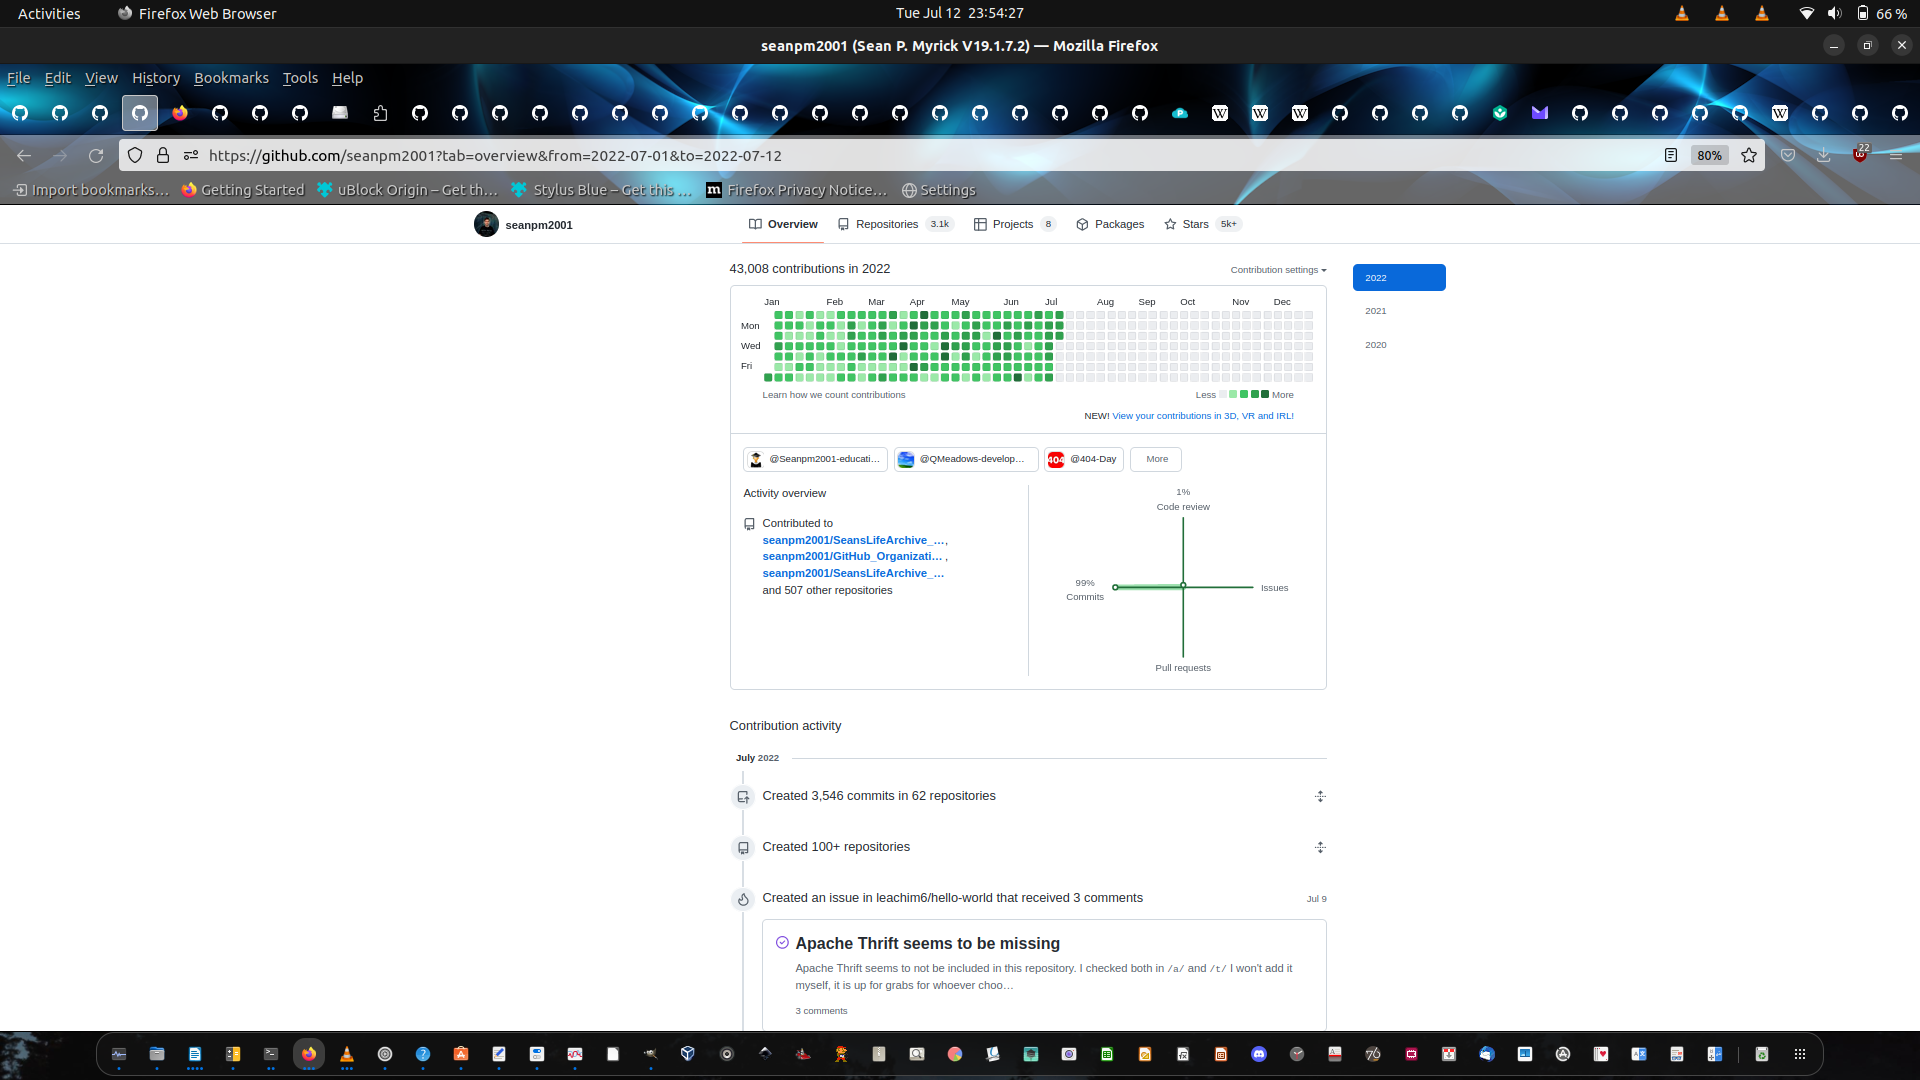 Activities
Firefox Web Browser
Tue Jul 12 23:54:27
66 %
seanpm2001 (Sean P. Myrick V19.1.7.2) — Mozilla Firefox
File Edit View History Bookmarks Tools Help
https://github.com/seanpm2001?tab=overview&from=2022-07-01&to=2022-07-12
80%
22
Import bookmarks… Getting Started uBlock Origin – Get th… Stylus Blue – Get this … Firefox Privacy Notice… Settings
seanpm2001
Overview Repositories 3.1k Projects 8 Packages Stars 5k+
43,008 contributions in 2022
Contribution settings
2022
2021
2020
Jan Feb Mar Apr May Jun Jul Aug Sep Oct Nov Dec
Mon
Wed
Fri
Learn how we count contributions
Less More
NEW! View your contributions in 3D, VR and IRL!
@Seanpm2001-educati… @QMeadows-develop… 404 @404-Day More
Activity overview
Contributed to
seanpm2001/SeansLifeArchive_…,
seanpm2001/GitHub_Organizati… ,
seanpm2001/SeansLifeArchive_…
and 507 other repositories
1%
Code review
99%
Commits
Issues
Pull requests
Contribution activity
July 2022
Created 3,546 commits in 62 repositories
Created 100+ repositories
Created an issue in leachim6/hello-world that received 3 comments
Jul 9
Apache Thrift seems to be missing
Apache Thrift seems to not be included in this repository. I checked both in /a/ and /t/ I won't add it
myself, it is up for grabs for whoever choo…
3 comments